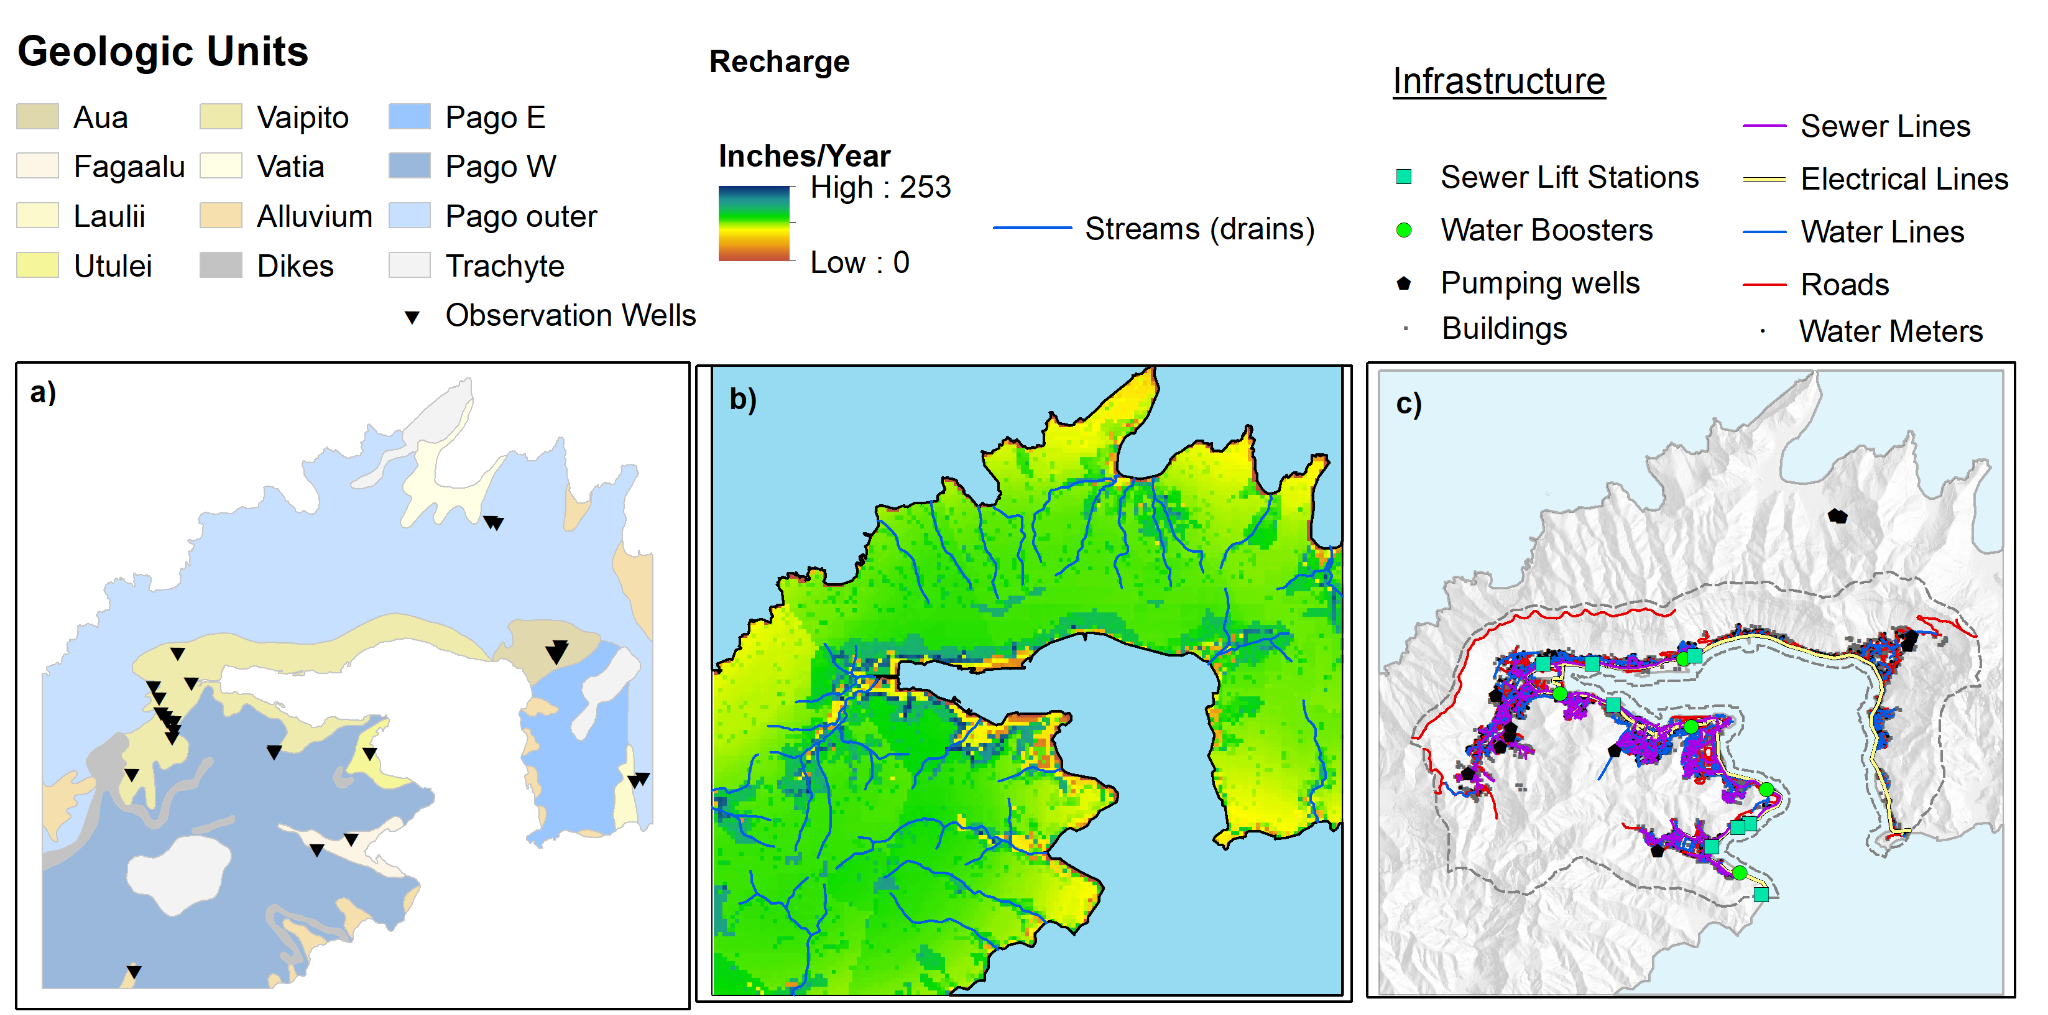 Geologic Units
Aua
Vaipito
Pago E
Fagaalu
Vatia
Pago W
Laulii
Alluvium
Pago outer
Utulei
Dikes
Trachyte
Observation Wells
Recharge
Inches/Year
High : 253
Low : 0
Streams (drains)
Infrastructure
Sewer Lines
Sewer Lift Stations
Electrical Lines
Water Boosters
Water Lines
Pumping wells
Roads
Buildings
Water Meters
a)
b)
c)